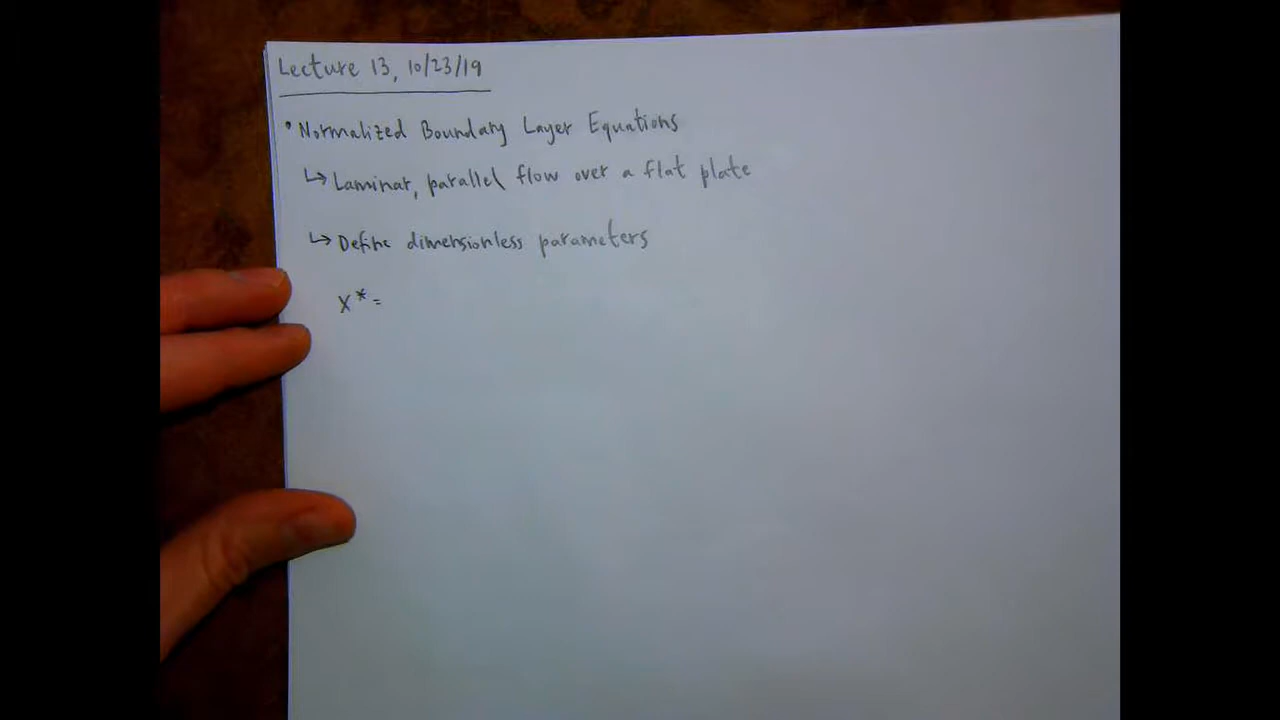 Lecture 13, 10/23/19
• Normalized Boundary Layer Equations
↳ Laminar, parallel flow over a flat plate
↳ Define dimensionless parameters
X* =